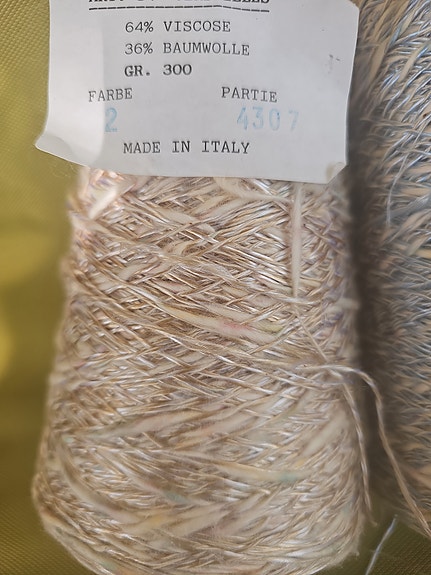 64% VISCOSE
36% BAUMWOLLE
GR. 300
FARBE PARTIE
2 4307
MADE IN ITALY